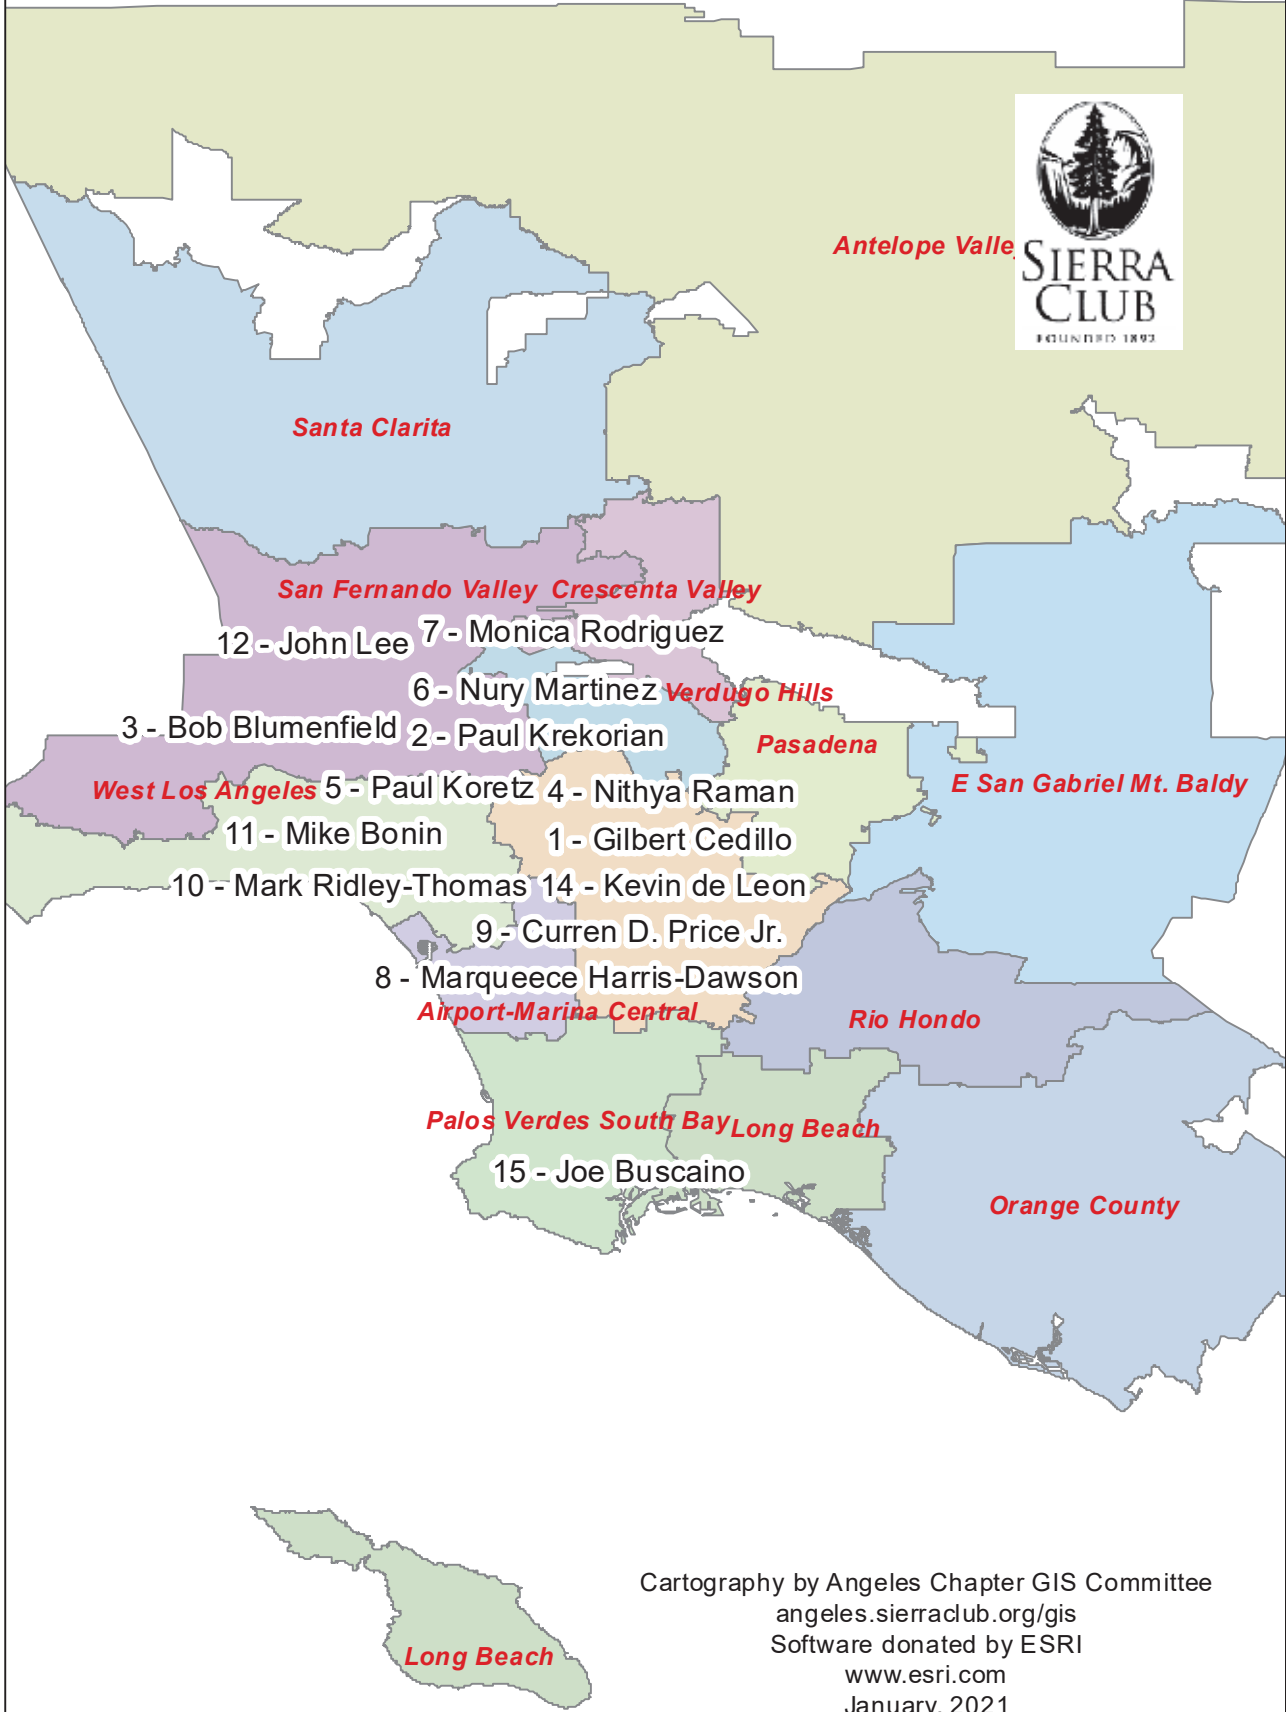 Antelope Valle
SIERRA
CLUB
FOUNDED 1892
Santa Clarita
San Fernando Valley Crescenta Valley
12 - John Lee
7 - Monica Rodriguez
6 - Nury Martinez
Verdugo Hills
3 - Bob Blumenfield
2 - Paul Krekorian
Pasadena
West Los Angeles
5 - Paul Koretz
4 - Nithya Raman
E San Gabriel Mt. Baldy
11 - Mike Bonin
1 - Gilbert Cedillo
10 - Mark Ridley-Thomas
14 - Kevin de Leon
9 - Curren D. Price Jr.
8 - Marqueece Harris-Dawson
Airport-Marina Central
Rio Hondo
Palos Verdes South Bay
Long Beach
15 - Joe Buscaino
Orange County
Long Beach
Cartography by Angeles Chapter GIS Committee
angeles.sierraclub.org/gis
Software donated by ESRI
www.esri.com
January, 2021